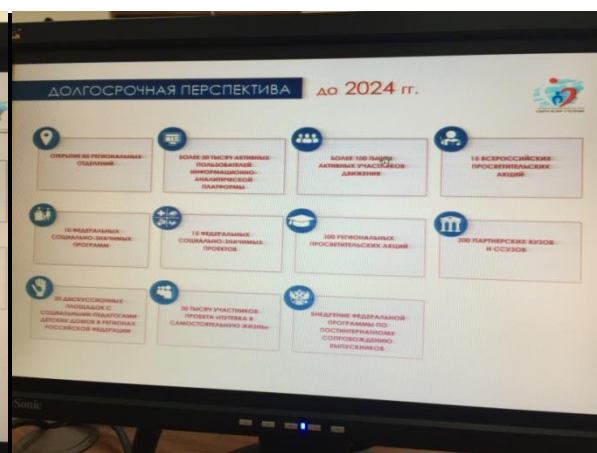 ДОЛГОСРОЧНАЯ ПЕРСПЕКТИВА
ДО 2024 ГГ.
ОТКРЫТИЕ 85 РЕГИОНАЛЬНЫХ
ОТДЕЛЕНИЙ
БОЛЕЕ 30 ТЫСЯЧ АКТИВНЫХ
ПОЛЬЗОВАТЕЛЕЙ
ИНФОРМАЦИОННО-
АНАЛИТИЧЕСКОЙ
ПЛАТФОРМЫ
БОЛЕЕ 100 ТЫСЯЧ
АКТИВНЫХ УЧАСТНИКОВ
ДВИЖЕНИЯ
15 ВСЕРОССИЙСКИХ
ПРОСВЕТИТЕЛЬСКИХ
АКЦИЙ
10 ФЕДЕРАЛЬНЫХ
СОЦИАЛЬНО-ЗНАЧИМЫХ
ПРОГРАММ
15 ФЕДЕРАЛЬНЫХ
СОЦИАЛЬНО-ЗНАЧИМЫХ
ПРОЕКТОВ
300 РЕГИОНАЛЬНЫХ
ПРОСВЕТИТЕЛЬСКИХ АКЦИЙ
200 ПАРТНЕРСКИХ ВУЗОВ
И ССУЗОВ
ДИСКУССИОННЫХ
ПЛОЩАДОК С
СОЦИАЛЬНЫМИ ПЕДАГОГАМИ
ДЕТСКИХ ДОМОВ В РЕГИОНАХ
РОССИЙСКОЙ ФЕДЕРАЦИИ
20 ТЫСЯЧ УЧАСТНИКОВ
ПРОЕКТА «ПУТЕВКА В
САМОСТОЯТЕЛЬНУЮ ЖИЗНЬ»
ВНЕДРЕНИЕ ФЕДЕРАЛЬНОЙ
ПРОГРАММЫ ПО
ПОСТИНТЕРНАТНОМУ
СОПРОВОЖДЕНИЮ
ВЫПУСКНИКОВ
Sonic